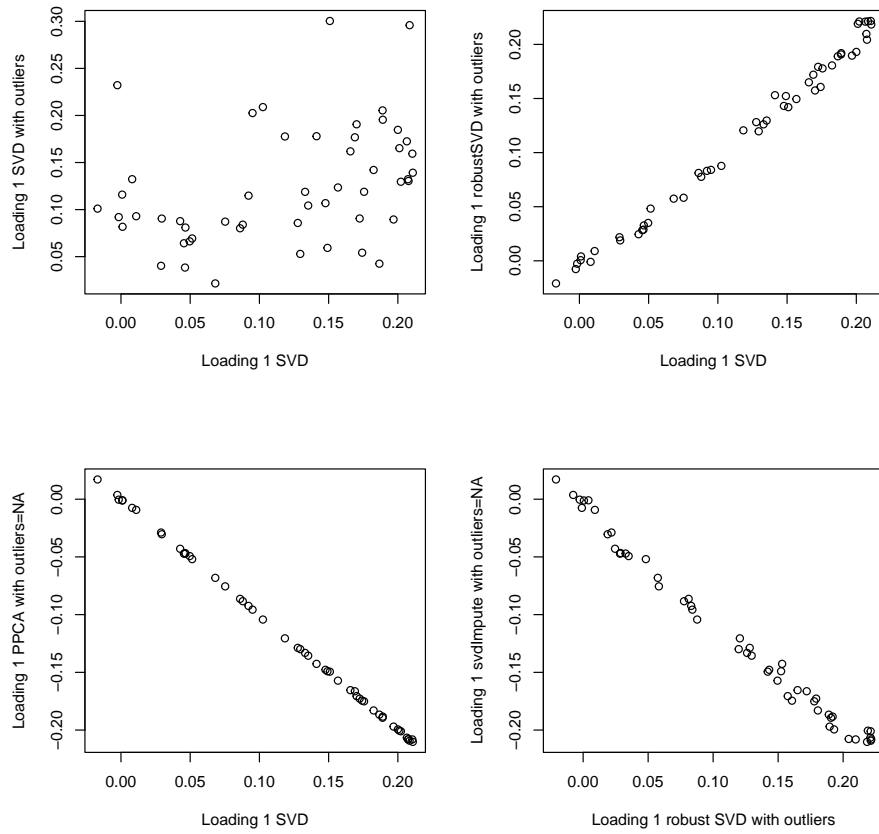 Loading 1 SVD with outliers
0.05 0.10 0.15 0.20 0.25 0.30
0.00 0.05 0.10 0.15 0.20
Loading 1 SVD
Loading 1 robustSVD with outliers
0.00 0.05 0.10 0.15 0.20
0.00 0.05 0.10 0.15 0.20
Loading 1 SVD
Loading 1 PPCA with outliers=NA
−0.20 −0.15 −0.10 −0.05 0.00
0.00 0.05 0.10 0.15 0.20
Loading 1 SVD
Loading 1 svdImpute with outliers=NA
−0.20 −0.15 −0.10 −0.05 0.00
0.00 0.05 0.10 0.15 0.20
Loading 1 robust SVD with outliers